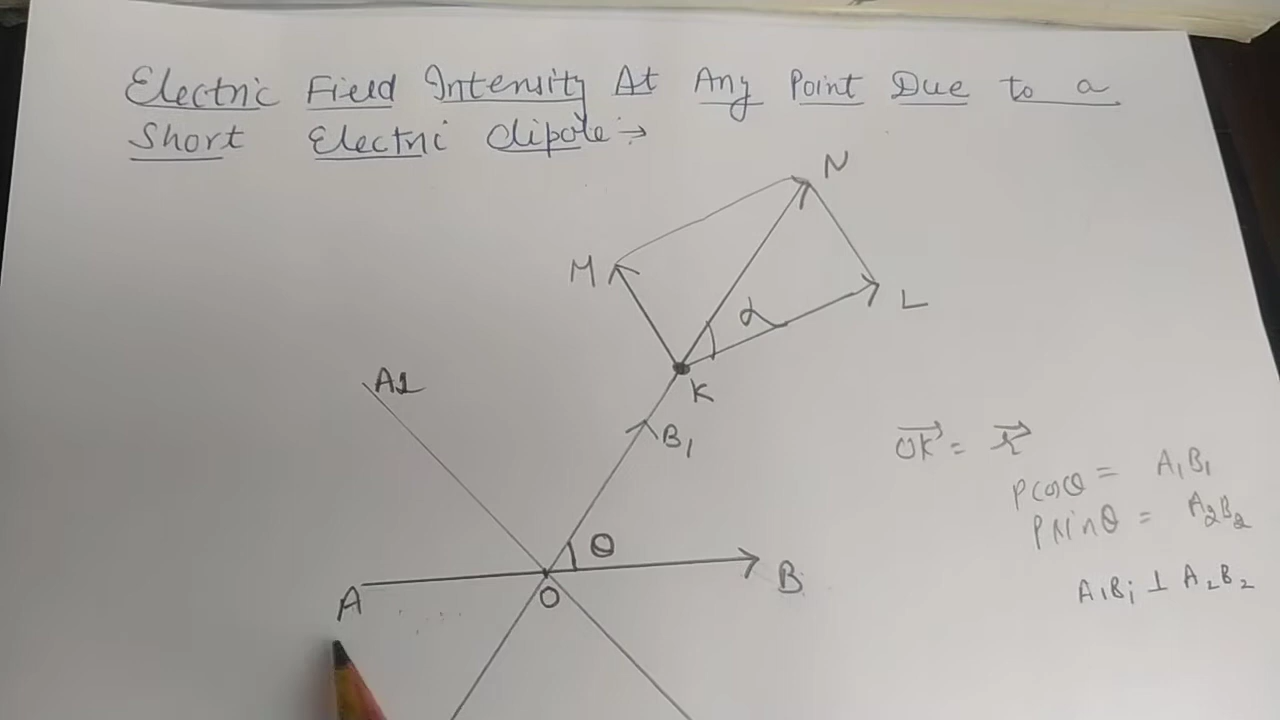 Electric Field Intensity At Any Point Due to a
Short Electric dipole →
N
M
α
L
K
A1
B1
OK = r
Pcosθ = A1B1
Psinθ = A2B2
θ
A1B1 ⊥ A2B2
B
A
O